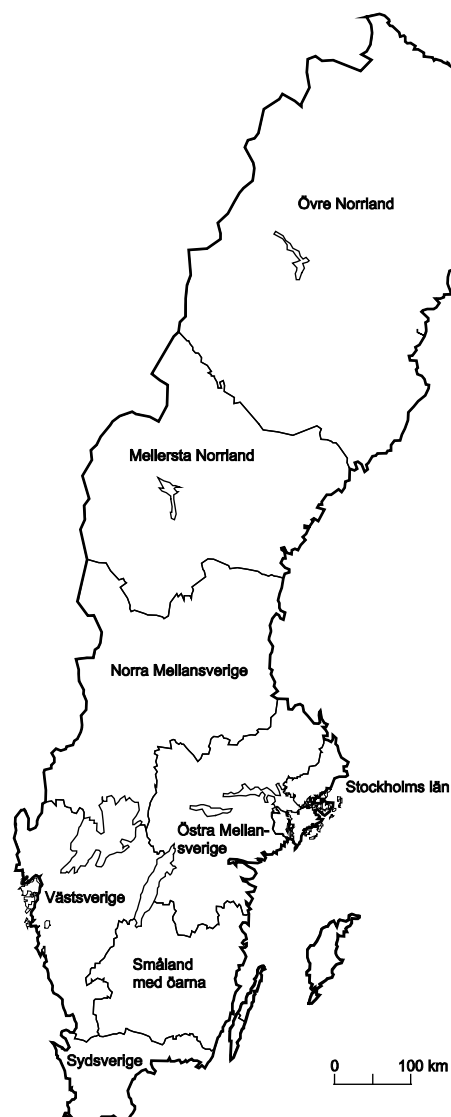 Övre Norrland
Mellersta Norrland
Norra Mellansverige
Stockholms län
Östra Mellan-
sverige
Västsverige
Småland
med öarna
Sydsverige
0 100 km